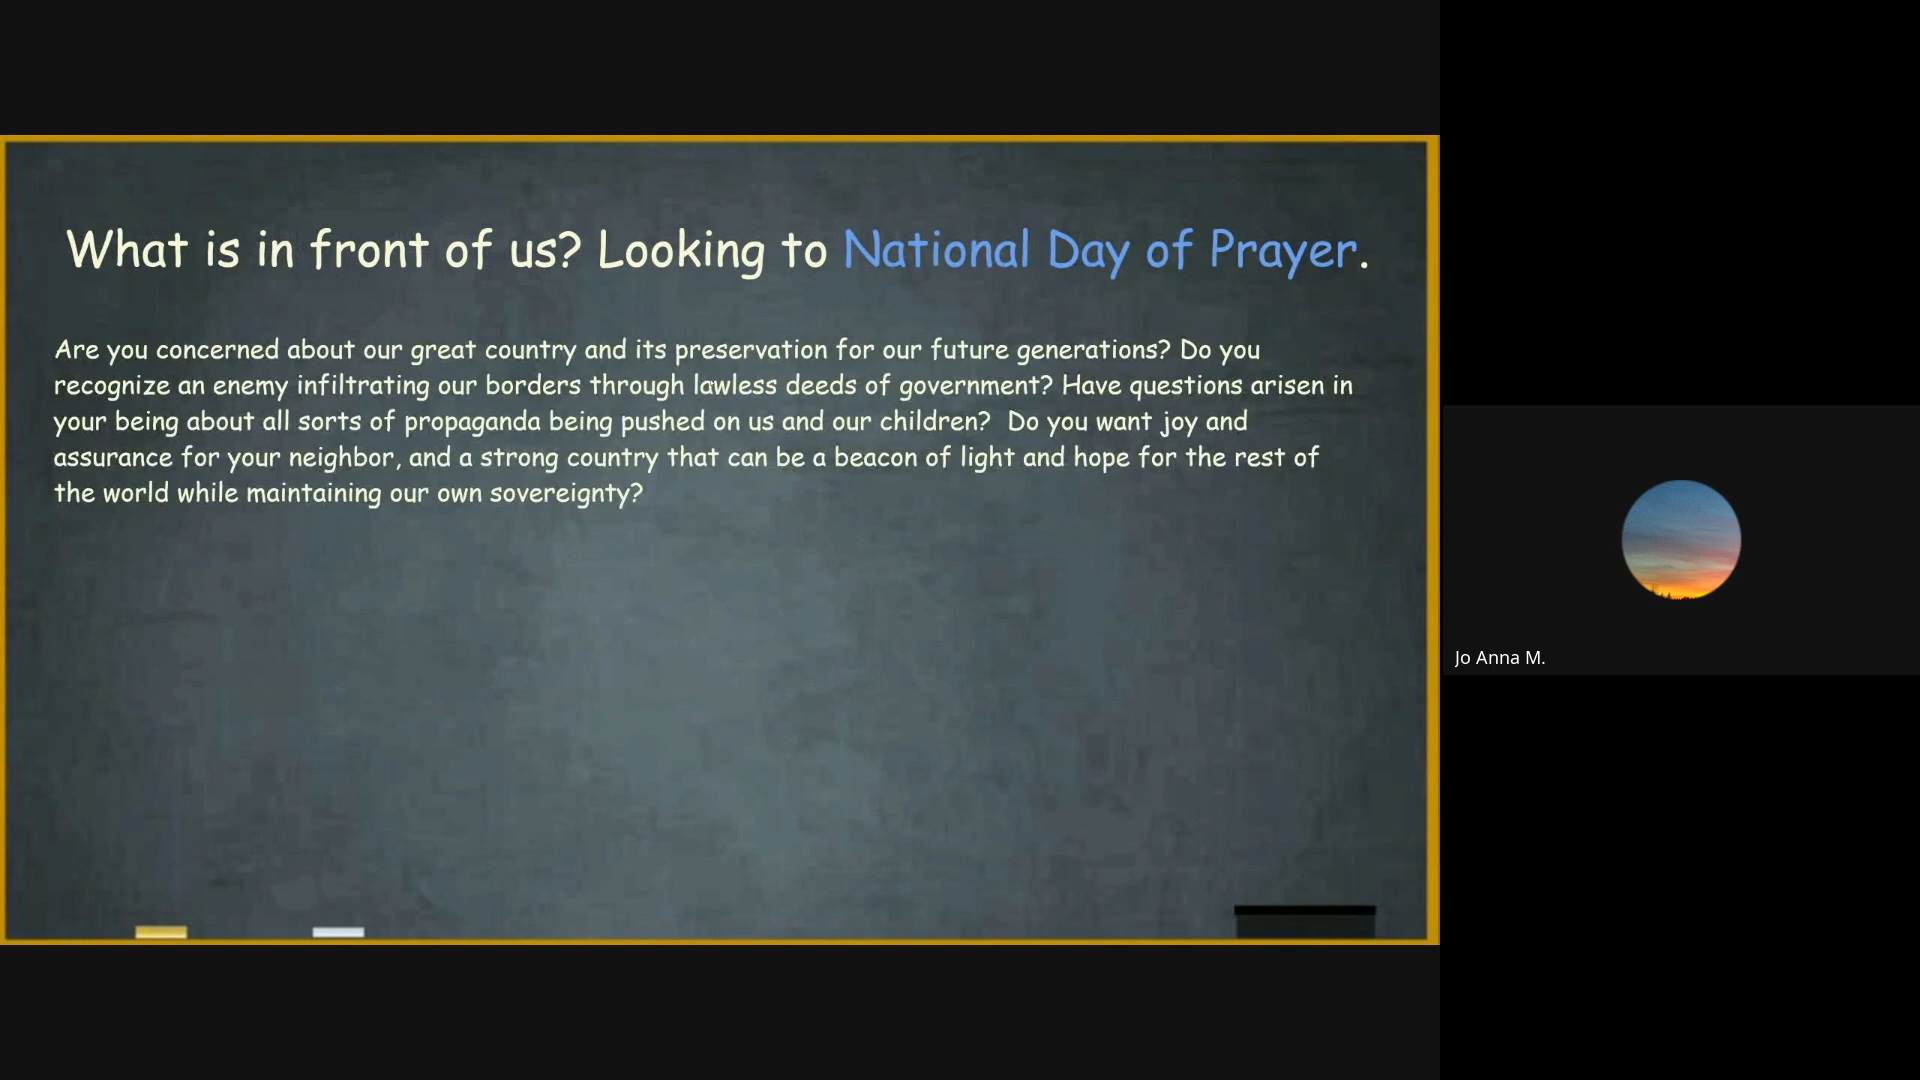 What is in front of us? Looking to National Day of Prayer.
Are you concerned about our great country and its preservation for our future generations? Do you
recognize an enemy infiltrating our borders through lawless deeds of government? Have questions arisen in
your being about all sorts of propaganda being pushed on us and our children?  Do you want joy and
assurance for your neighbor, and a strong country that can be a beacon of light and hope for the rest of
the world while maintaining our own sovereignty?
Jo Anna M.